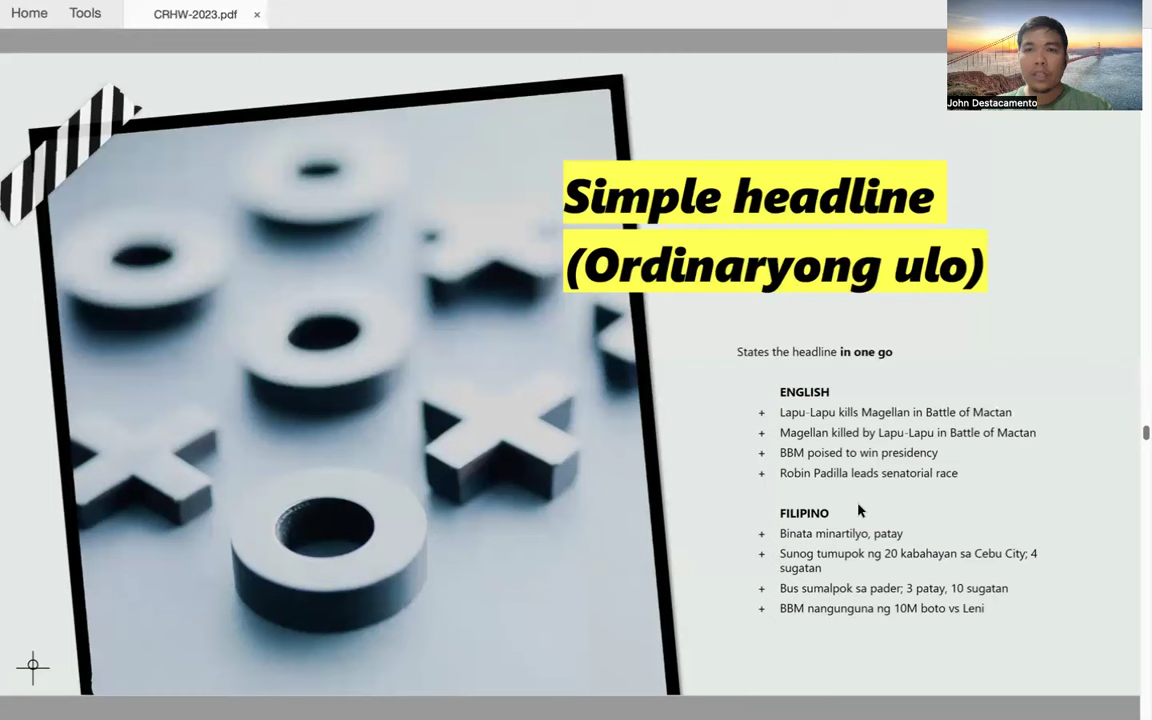 Home Tools CRHW-2023.pdf ×
John Destacamento
Simple headline
(Ordinaryong ulo)
States the headline in one go
ENGLISH
+ Lapu-Lapu kills Magellan in Battle of Mactan
+ Magellan killed by Lapu-Lapu in Battle of Mactan
+ BBM poised to win presidency
+ Robin Padilla leads senatorial race
FILIPINO
+ Binata minartilyo, patay
+ Sunog tumupok ng 20 kabahayan sa Cebu City; 4
sugatan
+ Bus sumalpok sa pader; 3 patay, 10 sugatan
+ BBM nangunguna ng 10M boto vs Leni